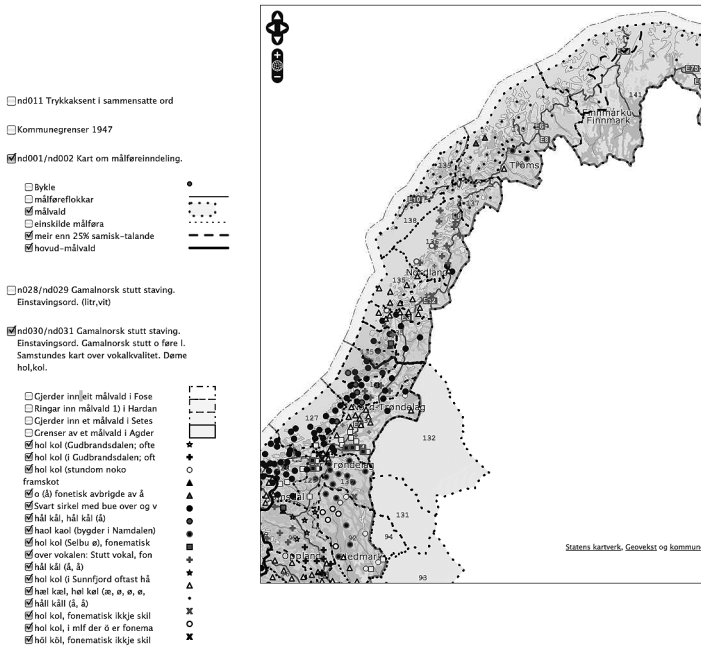 nd011 Trykkaksent i sammensatte ord
Kommunegrenser 1947
nd001/nd002 Kart om målføreinndeling.
Bykle
målføreflokkar
målvald
einskilde målføra
meir enn 25% samisk-talande
hovud-målvald
n028/nd029 Gamalnorsk stutt staving.
Einstavingsord. (litr,vit)
nd030/nd031 Gamalnorsk stutt staving.
Einstavingsord. Gamalnorsk stutt o føre l.
Samstundes kart over vokalkvalitet. Døme
hol,kol.
Gjerder inn eit målvald i Fose
Ringar inn målvald 1) i Hardan
Gjerder inn et målvald i Setes
Grenser av et målvald i Agder
hol kol (Gudbrandsdalen; ofte
hol kol (i Gudbrandsdalen; oft
hol kol (stundom noko
framskot
o (å) fonetisk avbrigde av å
Svart sirkel med bue over og v
hål kål, hål kål (å)
haol kaol (bygder i Namdalen)
hol kol (Selbu ø), fonematisk
over vokalen: Stutt vokal, fon
hål kål (å, å)
hol kol (i Sunnfjord oftast hå
hæl kæl, høl køl (æ, ø, ø, ø,
håll kåll (å, å)
hol kol, fonematisk ikkje skil
hol kol, i mlf der ö er fonema
höl köl, fonematisk ikkje skil
141
Finnmárku
Finnmark
Troms
138
136
Nordland
135
Nord-Trøndelag
127
132
røndelag
131
94
92
Oppland
edmark
93
Statens kartverk, Geovekst og kommun